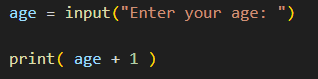 age = input("Enter your age: ")
print( age + 1 )